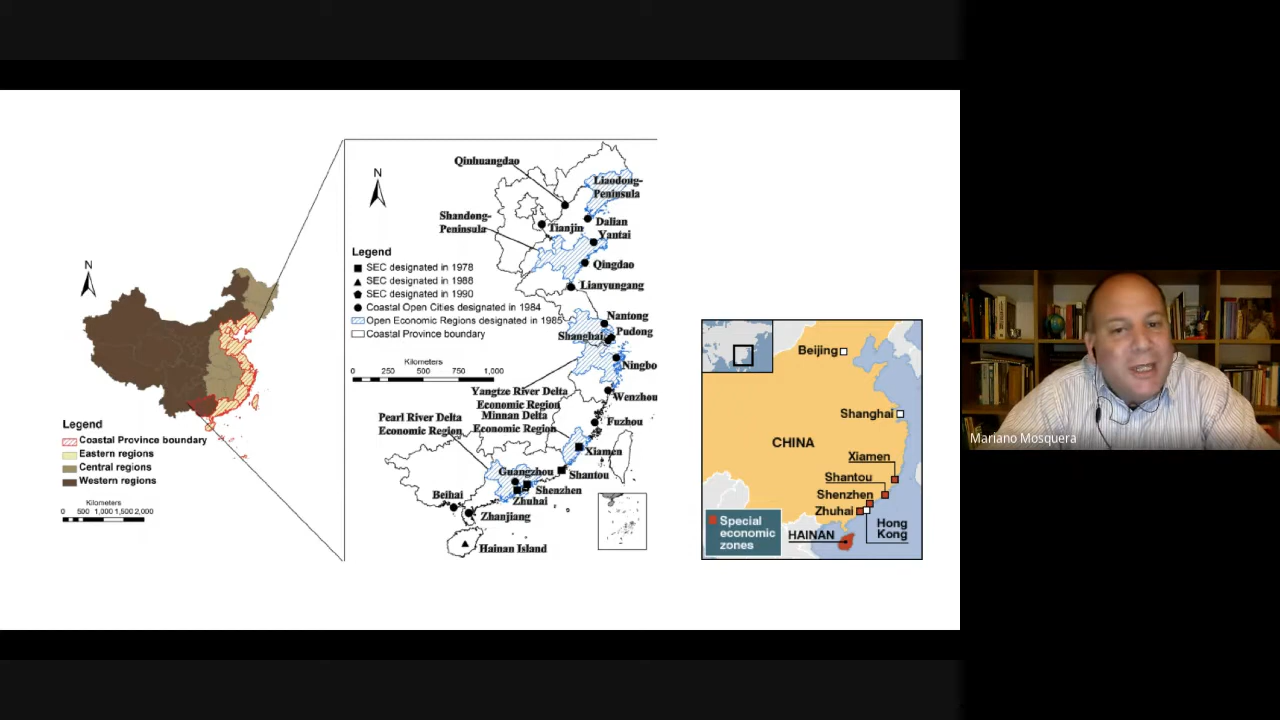 N
Legend
Coastal Province boundary
Eastern regions
Central regions
Western regions
Kilometers
0 500 1,000 1,500 2,000
N
Qinhuangdao
Liaodong-
Peninsula
Shandong-
Peninsula
Tianjin
Dalian
Yantai
Qingdao
Lianyungang
Legend
SEC designated in 1978
SEC designated in 1988
SEC designated in 1990
Coastal Open Cities designated in 1984
Open Economic Regions designated in 1985
Coastal Province boundary
Kilometers
0 250 500 750 1,000
Nantong
Pudong
Shanghai
Ningbo
Yangtze River Delta
Economic Region
Wenzhou
Pearl River Delta
Economic Region
Minnan Delta
Economic Region
Fuzhou
Xiamen
Guangzhou
Shantou
Shenzhen
Zhuhai
Beihai
Zhanjiang
Hainan Island
Beijing
Shanghai
CHINA
Xiamen
Shantou
Shenzhen
Zhuhai
Hong
Kong
HAINAN
Special
economic
zones
Mariano Mosquera